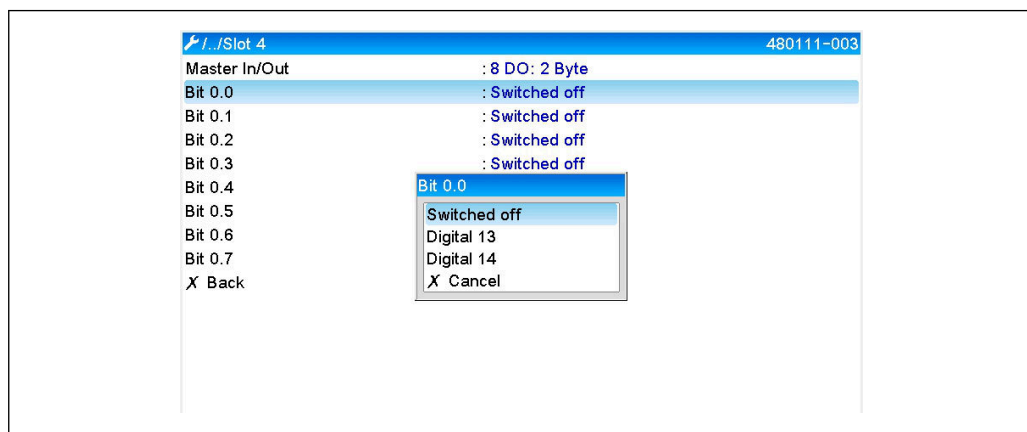 /../Slot 4 480111-003
Master In/Out : 8 DO: 2 Byte
Bit 0.0 : Switched off
Bit 0.1 : Switched off
Bit 0.2 : Switched off
Bit 0.3 : Switched off
Bit 0.4
Bit 0.5
Bit 0.6
Bit 0.7
X Back
Bit 0.0
Switched off
Digital 13
Digital 14
X Cancel